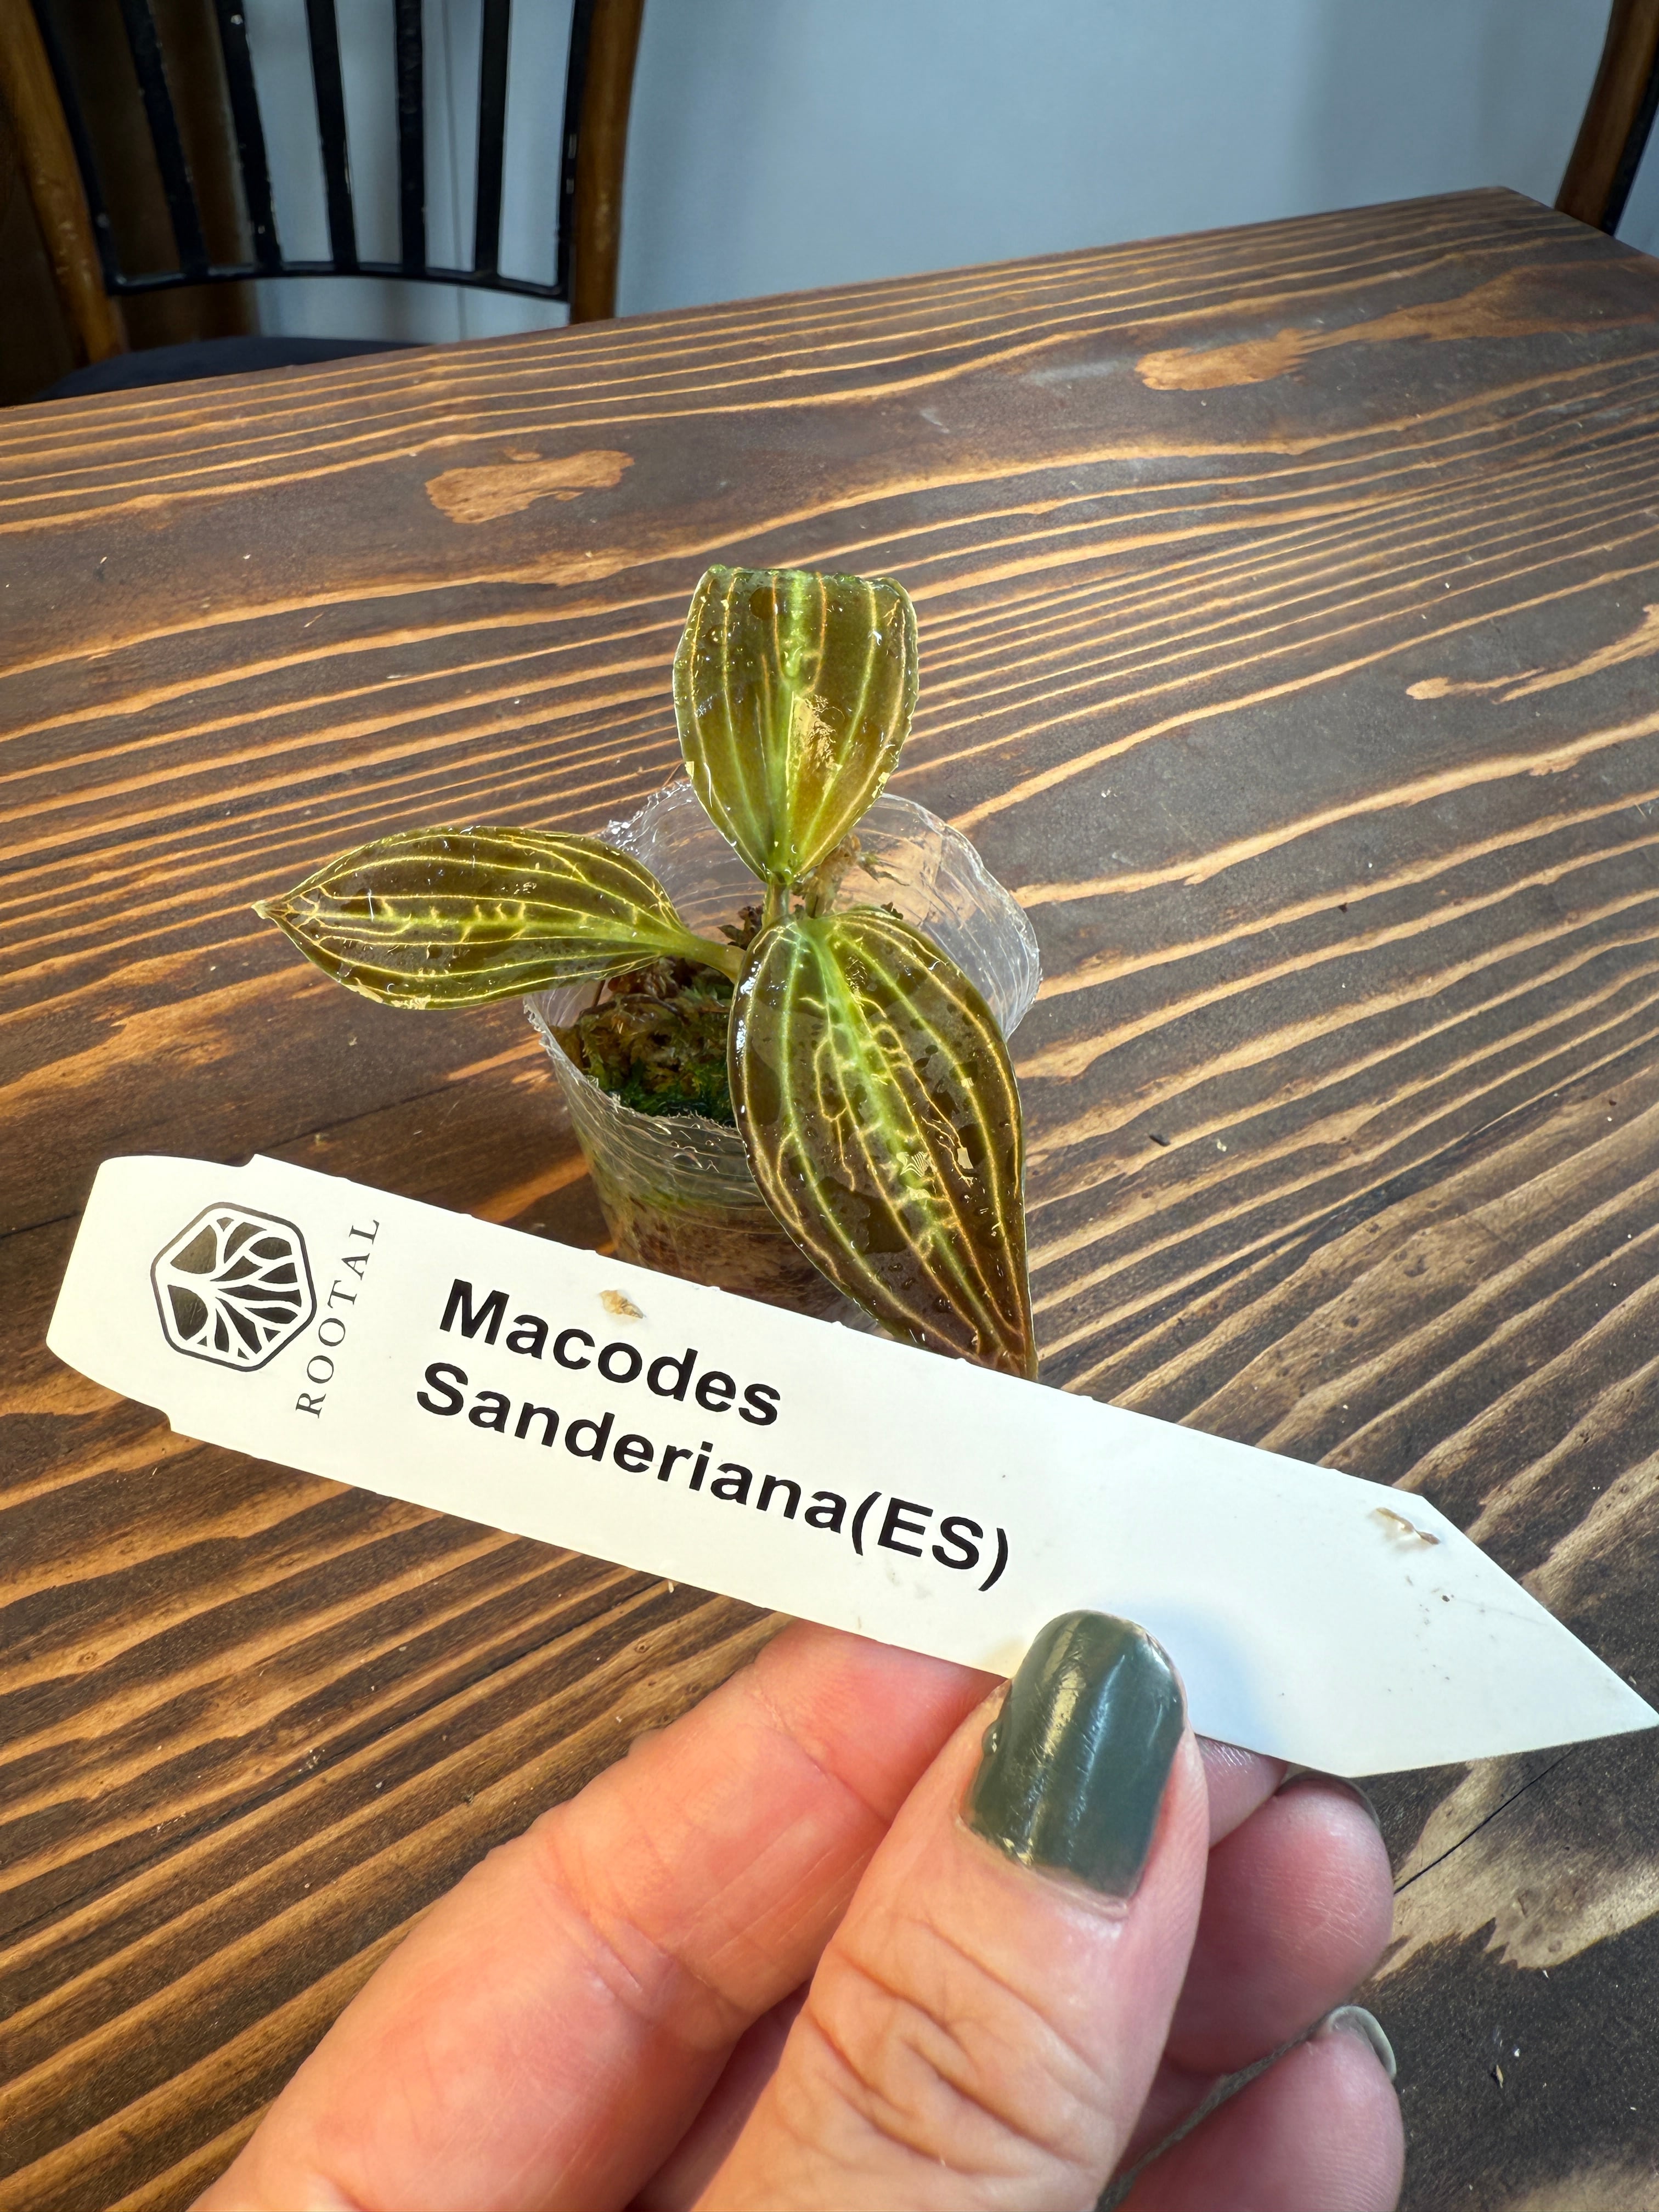 ROOTAL
Macodes
Sanderiana(ES)